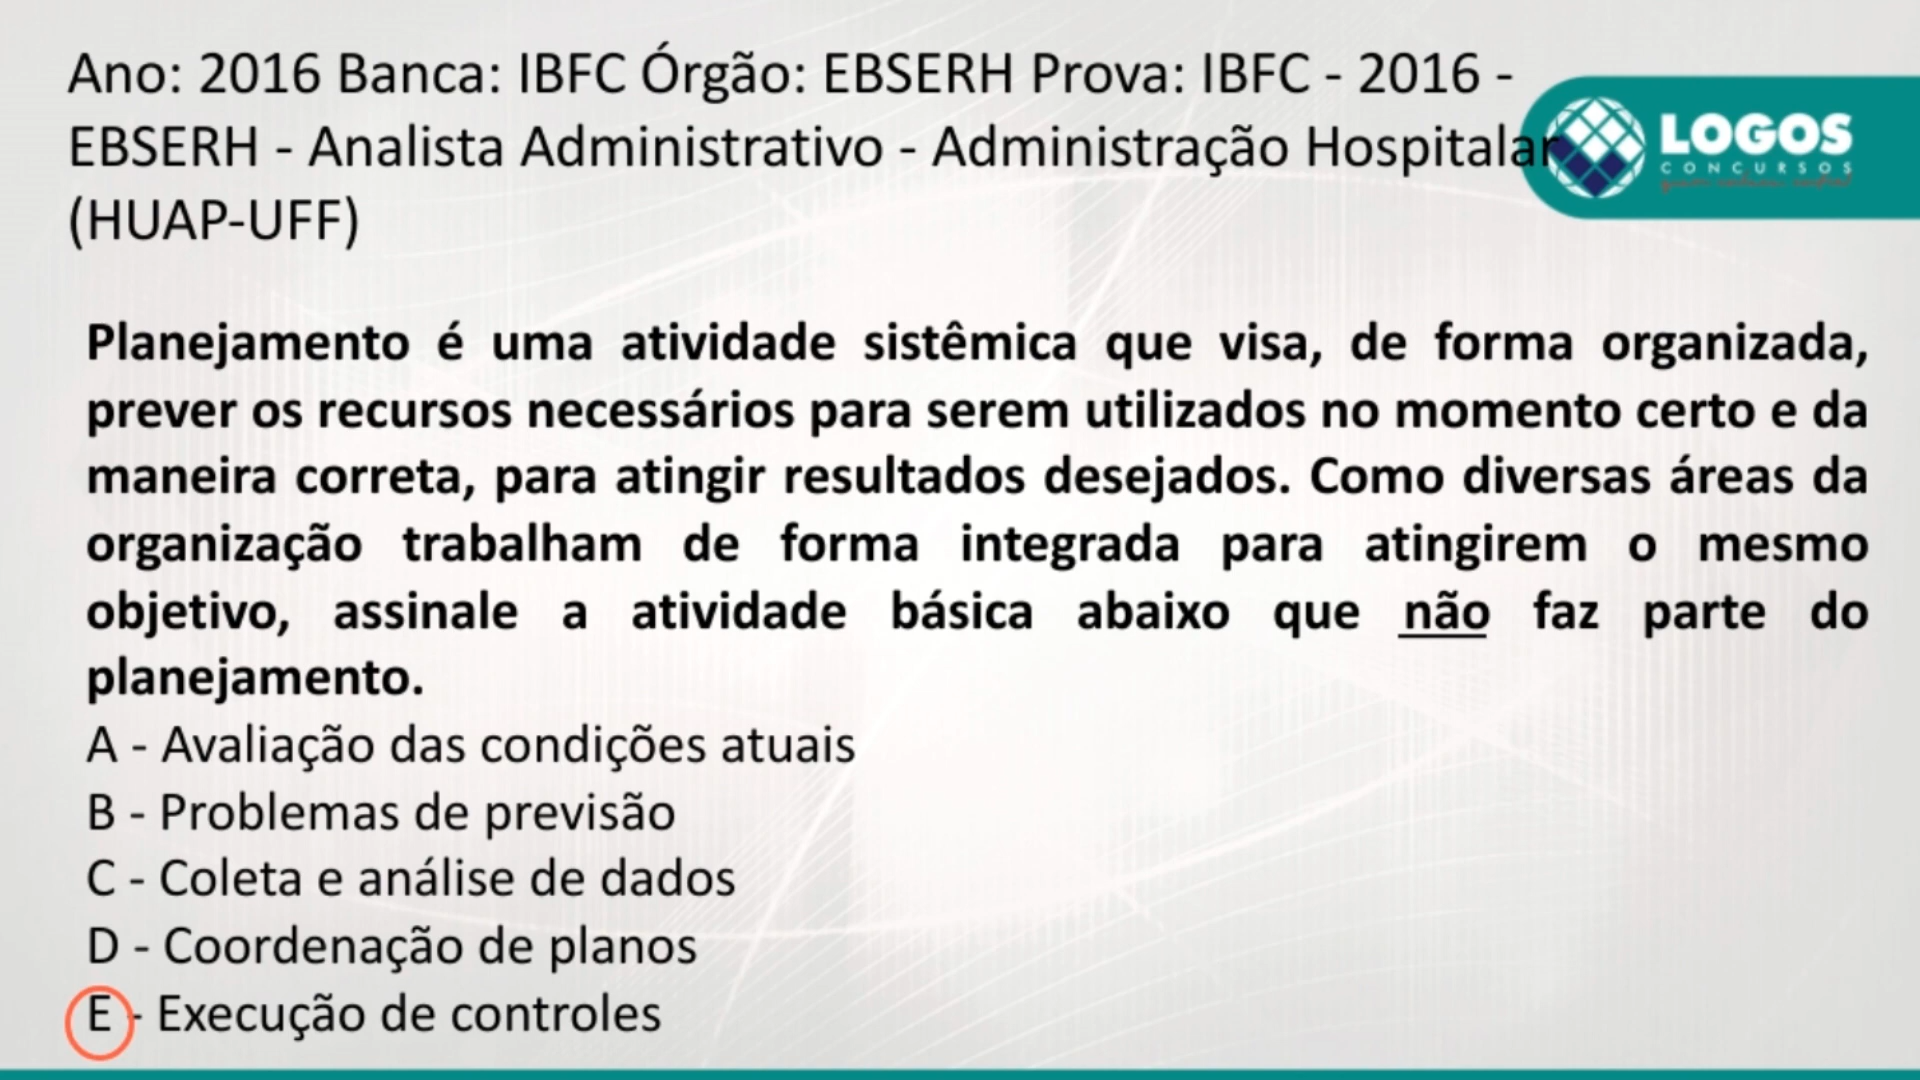 Ano: 2016 Banca: IBFC Órgão: EBSERH Prova: IBFC - 2016 -
EBSERH - Analista Administrativo - Administração Hospitalar
(HUAP-UFF)
LOGOS
CONCURSOS
Planejamento é uma atividade sistêmica que visa, de forma organizada,
prever os recursos necessários para serem utilizados no momento certo e da
maneira correta, para atingir resultados desejados. Como diversas áreas da
organização trabalham de forma integrada para atingirem o mesmo
objetivo, assinale a atividade básica abaixo que não faz parte do
planejamento.
A - Avaliação das condições atuais
B - Problemas de previsão
C - Coleta e análise de dados
D - Coordenação de planos
E - Execução de controles